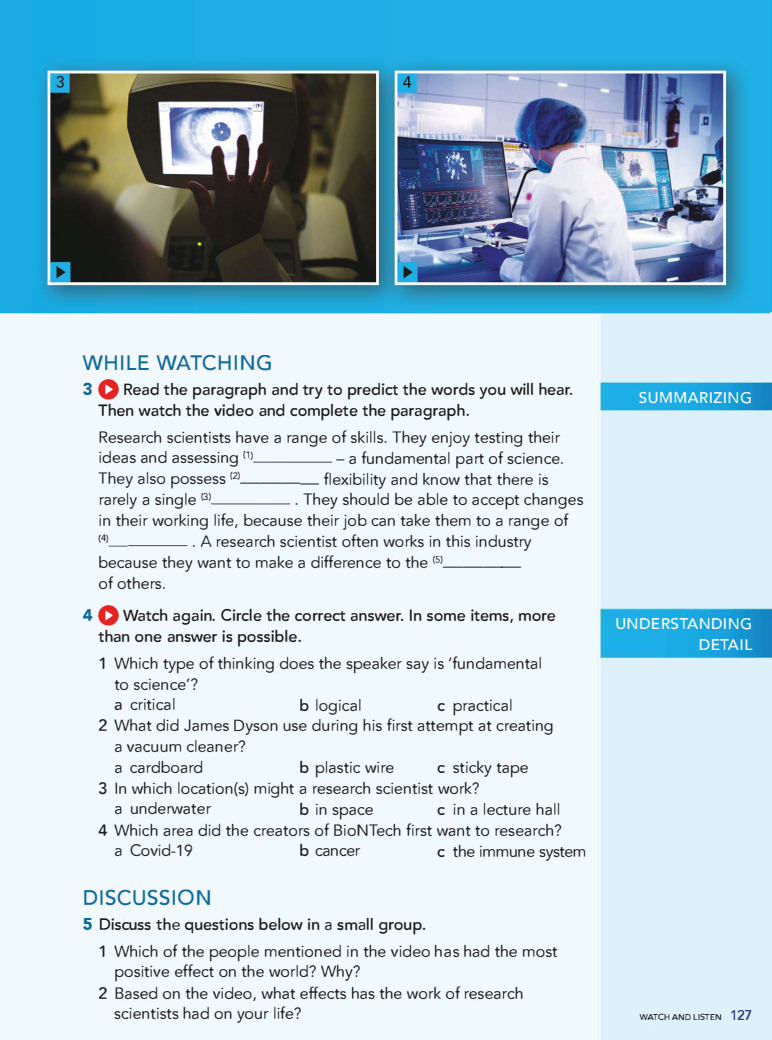 3
4
WHILE WATCHING
3 Read the paragraph and try to predict the words you will hear.
Then watch the video and complete the paragraph.
SUMMARIZING
Research scientists have a range of skills. They enjoy testing their
ideas and assessing (1)__________ – a fundamental part of science.
They also possess (2)__________ flexibility and know that there is
rarely a single (3)__________ . They should be able to accept changes
in their working life, because their job can take them to a range of
(4)__________ . A research scientist often works in this industry
because they want to make a difference to the (5)__________
of others.
4 Watch again. Circle the correct answer. In some items, more
than one answer is possible.
UNDERSTANDING
DETAIL
1 Which type of thinking does the speaker say is ‘fundamental
to science’?
a critical b logical c practical
2 What did James Dyson use during his first attempt at creating
a vacuum cleaner?
a cardboard b plastic wire c sticky tape
3 In which location(s) might a research scientist work?
a underwater b in space c in a lecture hall
4 Which area did the creators of BioNTech first want to research?
a Covid-19 b cancer c the immune system
DISCUSSION
5 Discuss the questions below in a small group.
1 Which of the people mentioned in the video has had the most
positive effect on the world? Why?
2 Based on the video, what effects has the work of research
scientists had on your life?
WATCH AND LISTEN 127